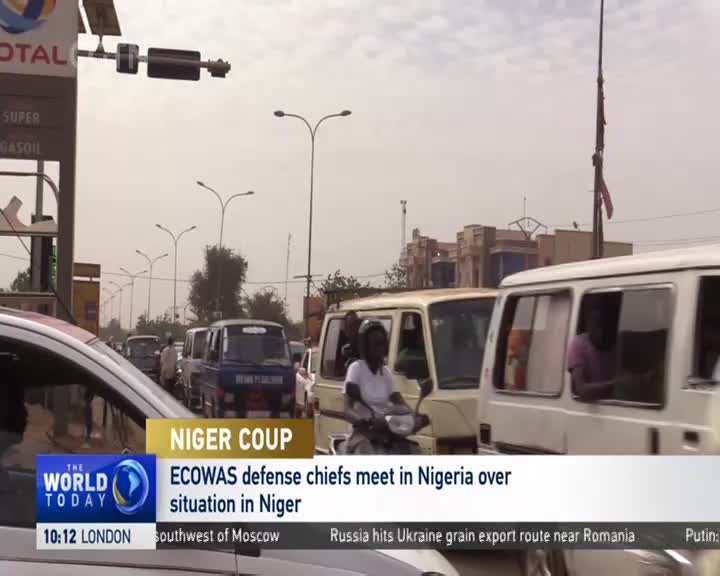 TOTAL
SUPER
GASOIL
NIGER COUP
ECOWAS defense chiefs meet in Nigeria over
situation in Niger
THE
WORLD
TODAY
10:12 LONDON
southwest of Moscow Russia hits Ukraine grain export route near Romania Putin: